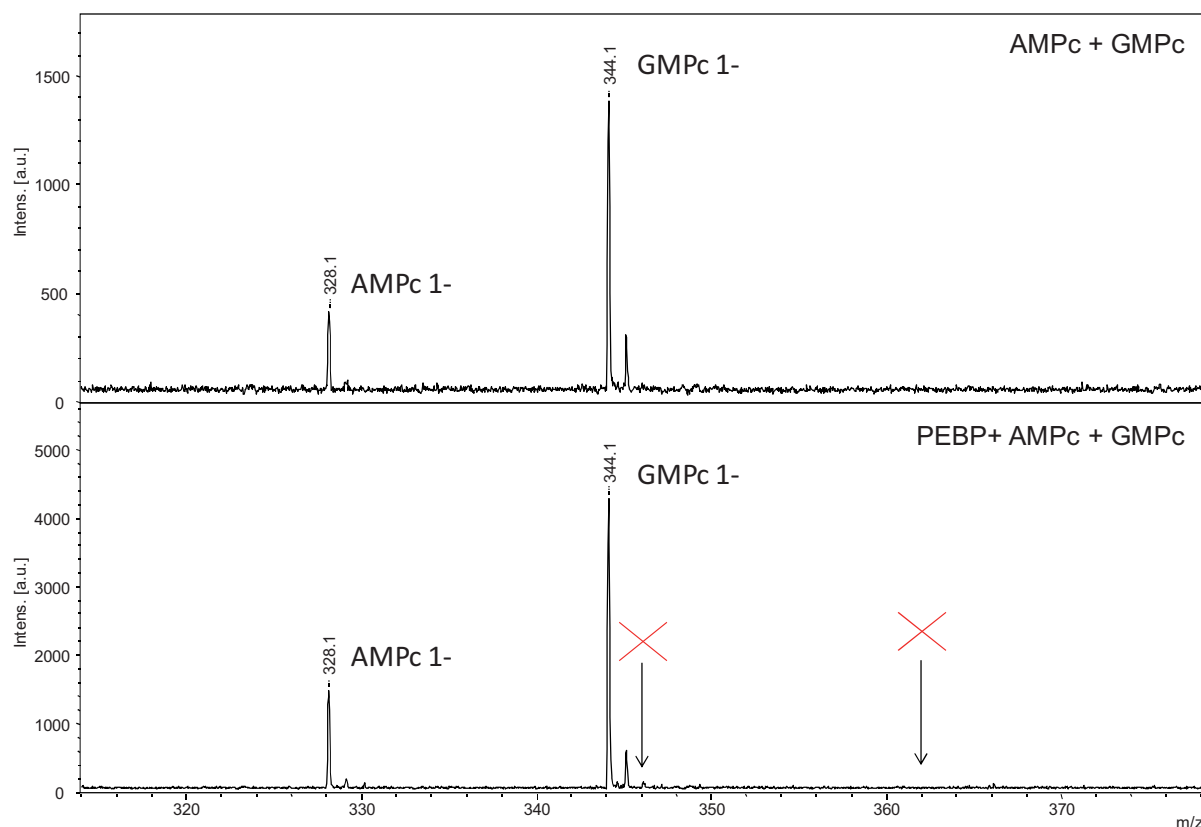 AMPc + GMPc
344.1
GMPc 1-
328.1
AMPc 1-
Intens. [a.u.]
1500
1000
500
0
PEBP+ AMPc + GMPc
344.1
GMPc 1-
328.1
AMPc 1-
Intens. [a.u.]
5000
4000
3000
2000
1000
0
320 330 340 350 360 370
m/z